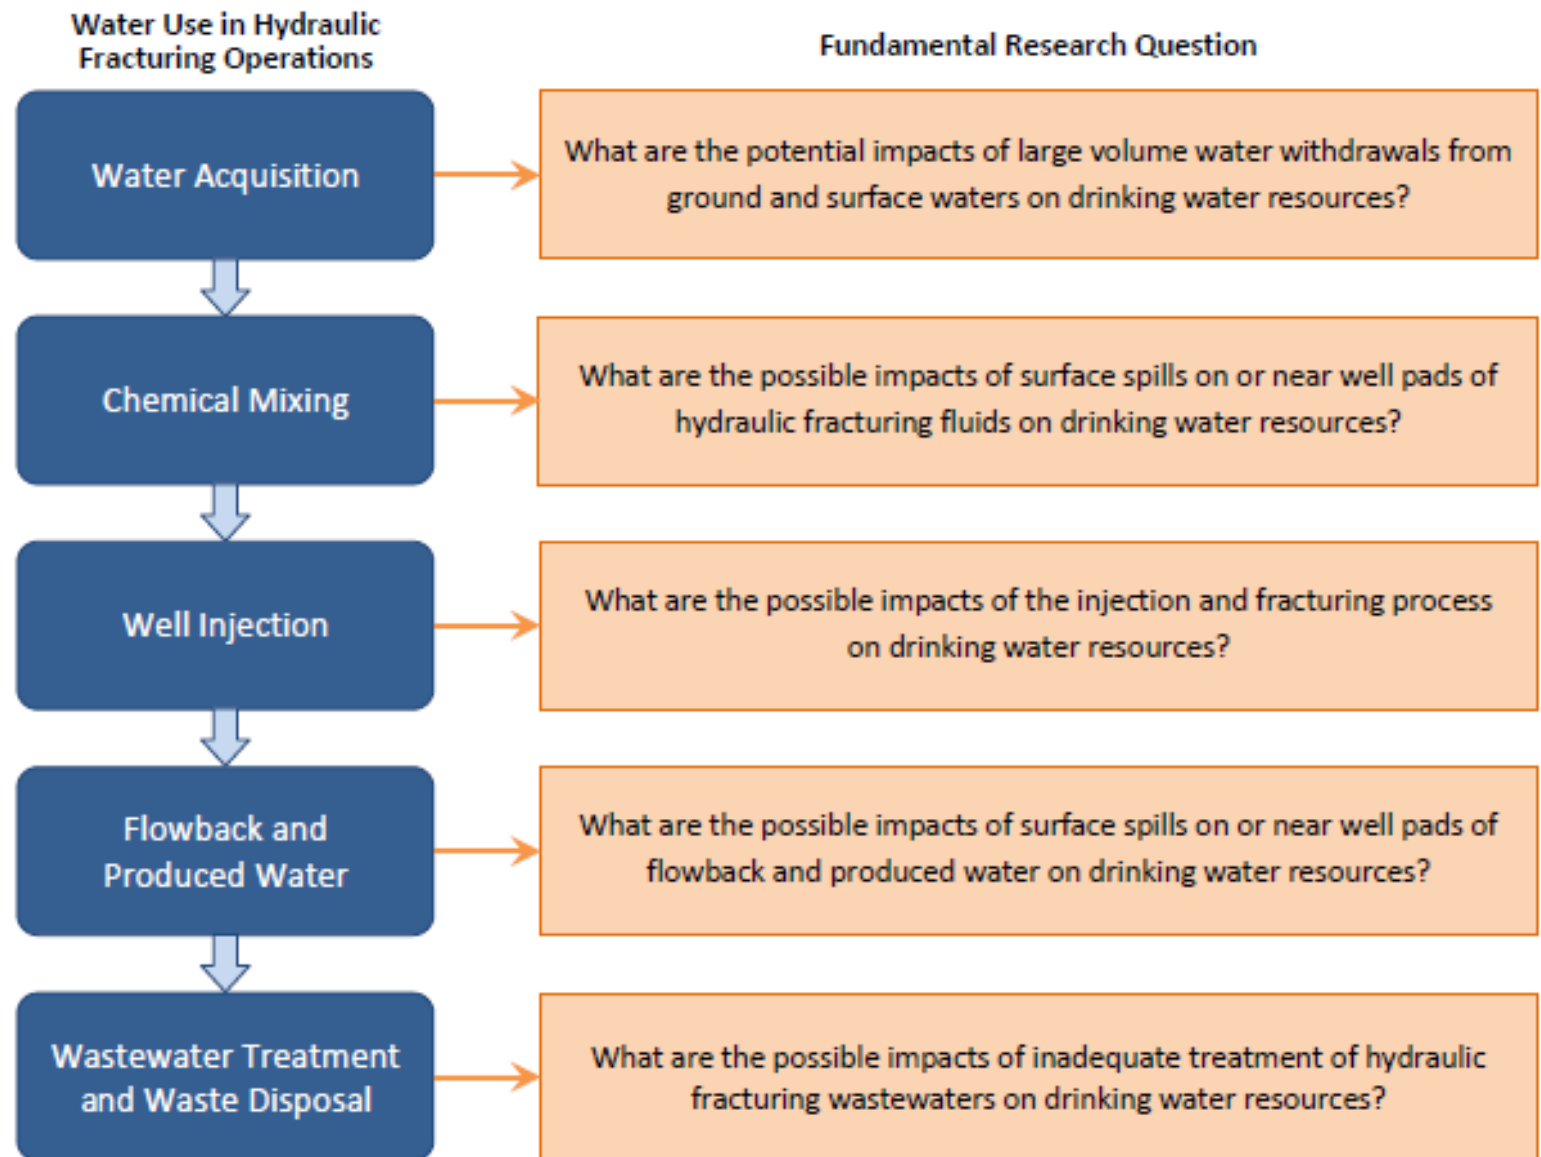 Water Use in Hydraulic
Fracturing Operations
Fundamental Research Question
Water Acquisition
What are the potential impacts of large volume water withdrawals from
ground and surface waters on drinking water resources?
Chemical Mixing
What are the possible impacts of surface spills on or near well pads of
hydraulic fracturing fluids on drinking water resources?
Well Injection
What are the possible impacts of the injection and fracturing process
on drinking water resources?
Flowback and
Produced Water
What are the possible impacts of surface spills on or near well pads of
flowback and produced water on drinking water resources?
Wastewater Treatment
and Waste Disposal
What are the possible impacts of inadequate treatment of hydraulic
fracturing wastewaters on drinking water resources?